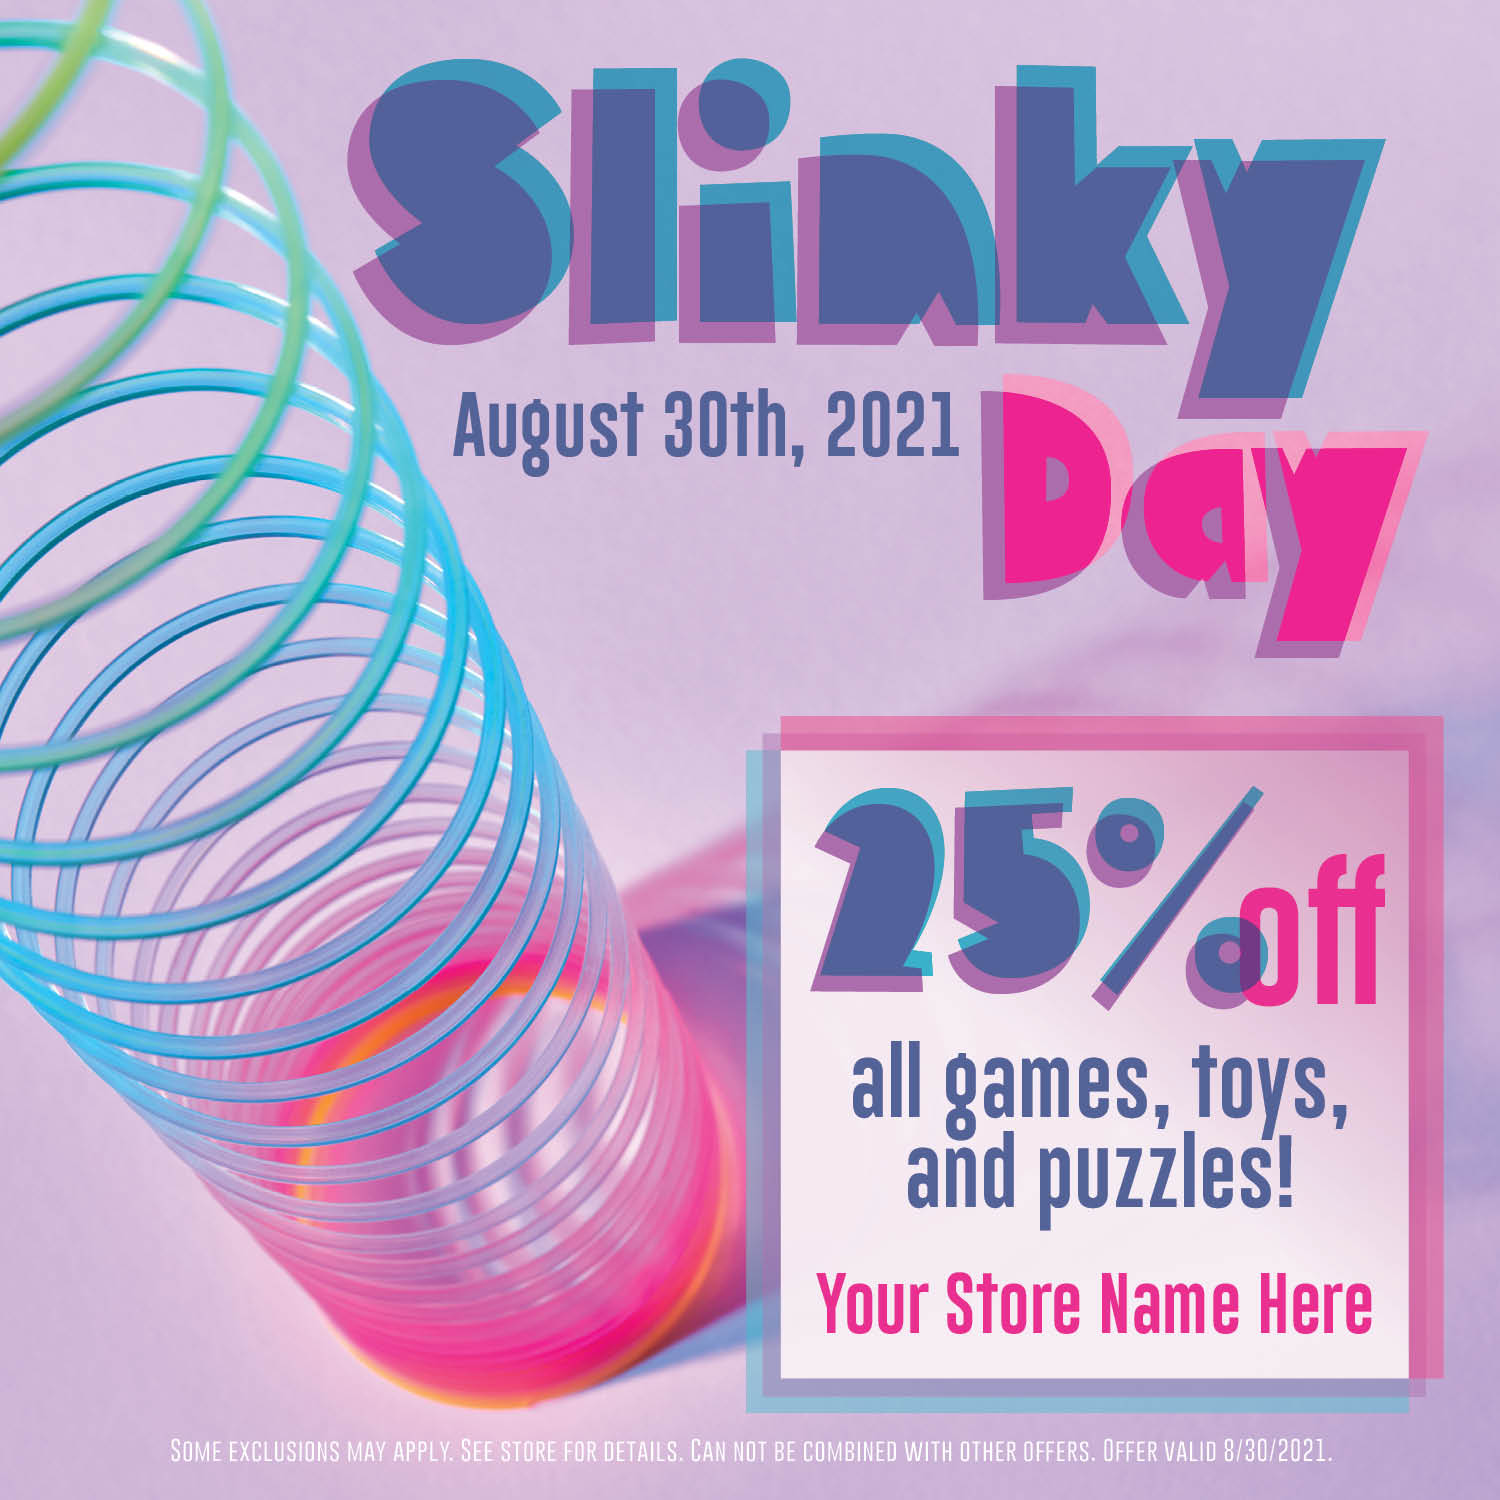 Slinky
August 30th, 2021
Day
25% off
all games, toys,
and puzzles!
Your Store Name Here
Some exclusions may apply. See store for details. Can not be combined with other offers. Offer valid 8/30/2021.